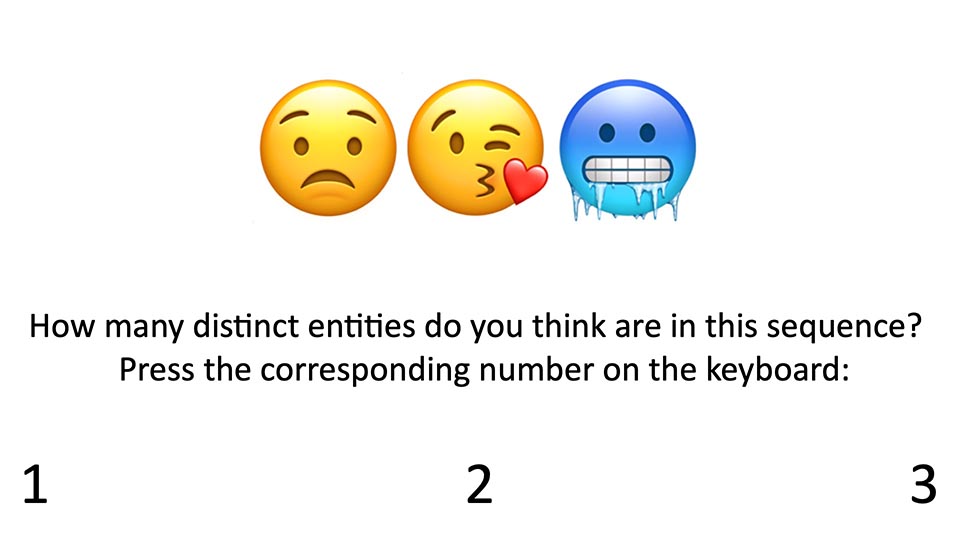 How many distinct entities do you think are in this sequence?
Press the corresponding number on the keyboard:
1 2 3